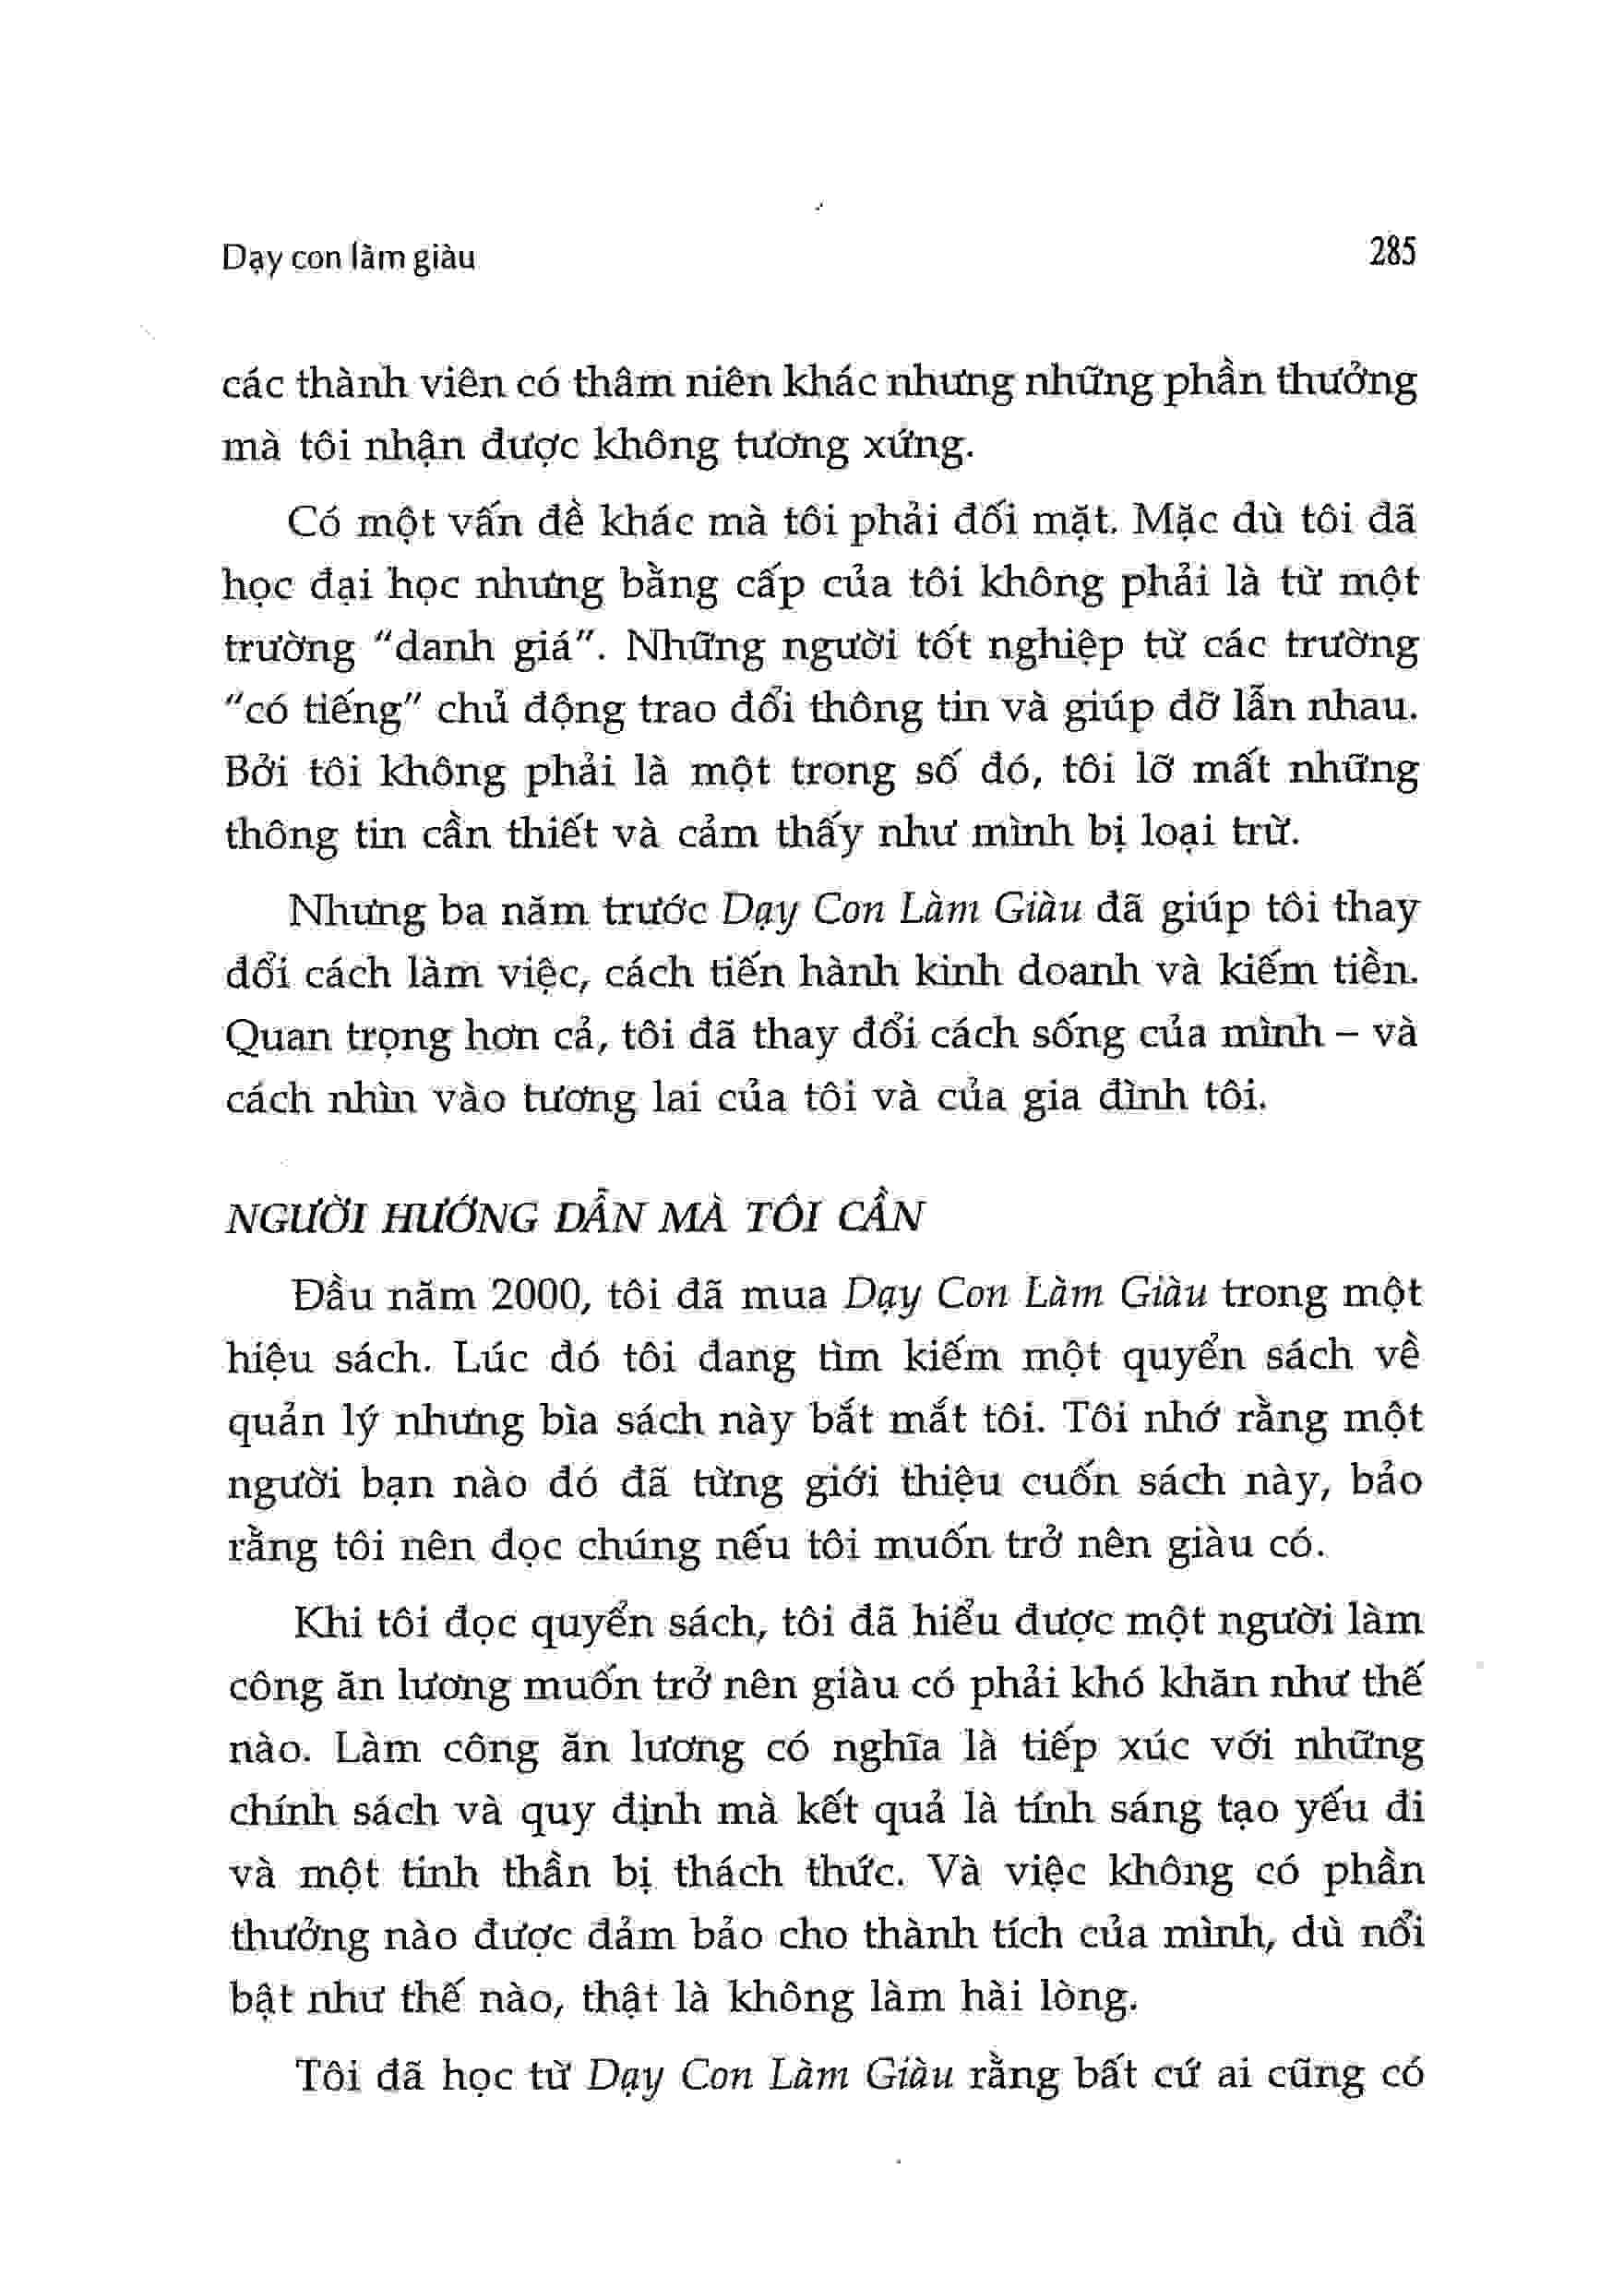 Dạy con làm giàu
285
các thành viên có thâm niên khác nhưng những phần thưởng
mà tôi nhận được không tương xứng.
Có một vấn đề khác mà tôi phải đối mặt. Mặc dù tôi đã
học đại học nhưng bằng cấp của tôi không phải là từ một
trường "danh giá". Những người tốt nghiệp từ các trường
"có tiếng" chủ động trao đổi thông tin và giúp đỡ lẫn nhau.
Bởi tôi không phải là một trong số đó, tôi lỡ mất những
thông tin cần thiết và cảm thấy như mình bị loại trừ.
Nhưng ba năm trước Dạy Con Làm Giàu đã giúp tôi thay
đổi cách làm việc, cách tiến hành kinh doanh và kiếm tiền.
Quan trọng hơn cả, tôi đã thay đổi cách sống của mình – và
cách nhìn vào tương lai của tôi và của gia đình tôi.
NGƯỜI HƯỚNG DẪN MÀ TÔI CẦN
Đầu năm 2000, tôi đã mua Dạy Con Làm Giàu trong một
hiệu sách. Lúc đó tôi đang tìm kiếm một quyển sách về
quản lý nhưng bìa sách này bắt mắt tôi. Tôi nhớ rằng một
người bạn nào đó đã từng giới thiệu cuốn sách này, bảo
rằng tôi nên đọc chúng nếu tôi muốn trở nên giàu có.
Khi tôi đọc quyển sách, tôi đã hiểu được một người làm
công ăn lương muốn trở nên giàu có phải khó khăn như thế
nào. Làm công ăn lương có nghĩa là tiếp xúc với những
chính sách và quy định mà kết quả là tính sáng tạo yếu đi
và một tinh thần bị thách thức. Và việc không có phần
thưởng nào được đảm bảo cho thành tích của mình, dù nổi
bật như thế nào, thật là không làm hài lòng.
Tôi đã học từ Dạy Con Làm Giàu rằng bất cứ ai cũng có